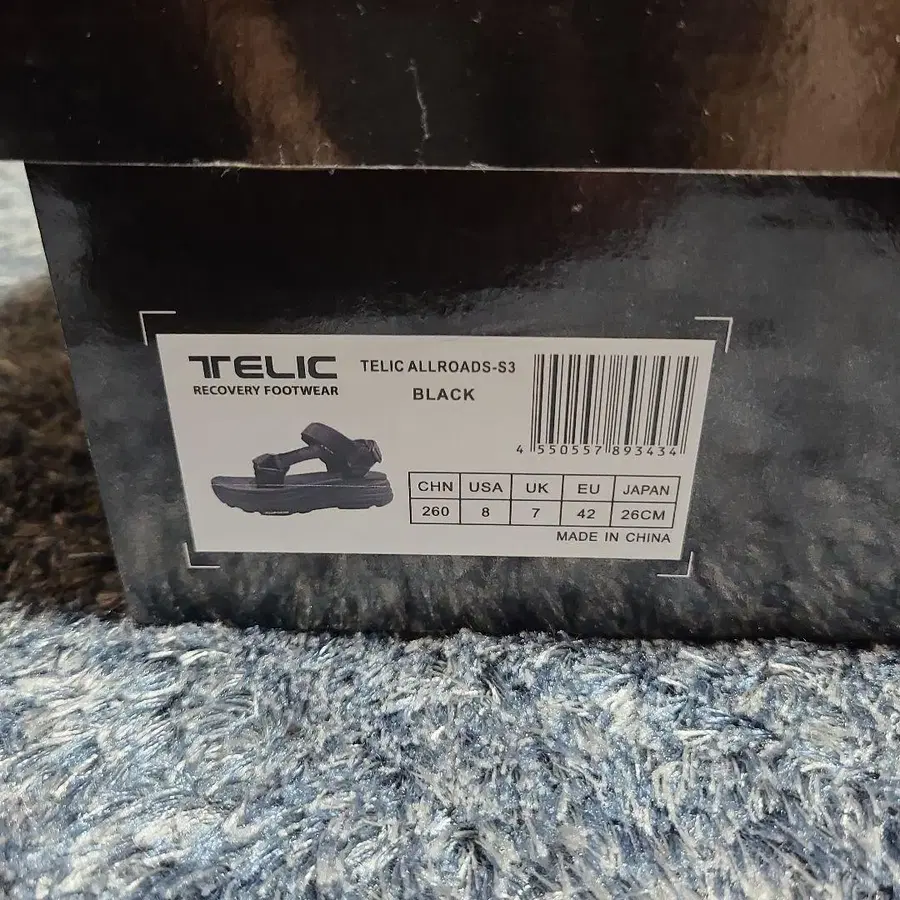 TELIC
RECOVERY FOOTWEAR
TELIC ALLROADS-S3
BLACK
4 550557 893434
CHN USA UK EU JAPAN
260 8 7 42 26CM
MADE IN CHINA